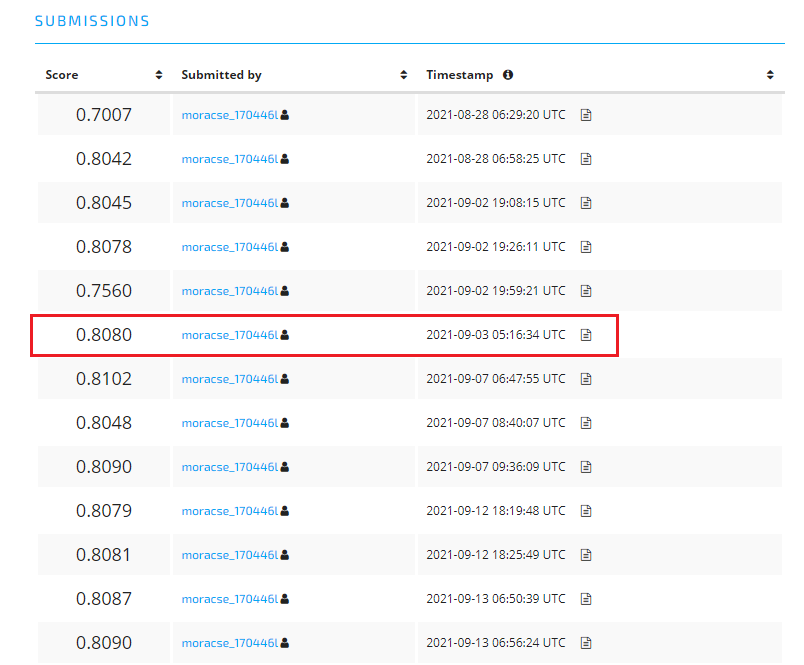 SUBMISSIONS
Score Submitted by Timestamp
0.7007 moracse_170446l 2021-08-28 06:29:20 UTC
0.8042 moracse_170446l 2021-08-28 06:58:25 UTC
0.8045 moracse_170446l 2021-09-02 19:08:15 UTC
0.8078 moracse_170446l 2021-09-02 19:26:11 UTC
0.7560 moracse_170446l 2021-09-02 19:59:21 UTC
0.8080 moracse_170446l 2021-09-03 05:16:34 UTC
0.8102 moracse_170446l 2021-09-07 06:47:55 UTC
0.8048 moracse_170446l 2021-09-07 08:40:07 UTC
0.8090 moracse_170446l 2021-09-07 09:36:09 UTC
0.8079 moracse_170446l 2021-09-12 18:19:48 UTC
0.8081 moracse_170446l 2021-09-12 18:25:49 UTC
0.8087 moracse_170446l 2021-09-13 06:50:39 UTC
0.8090 moracse_170446l 2021-09-13 06:56:24 UTC